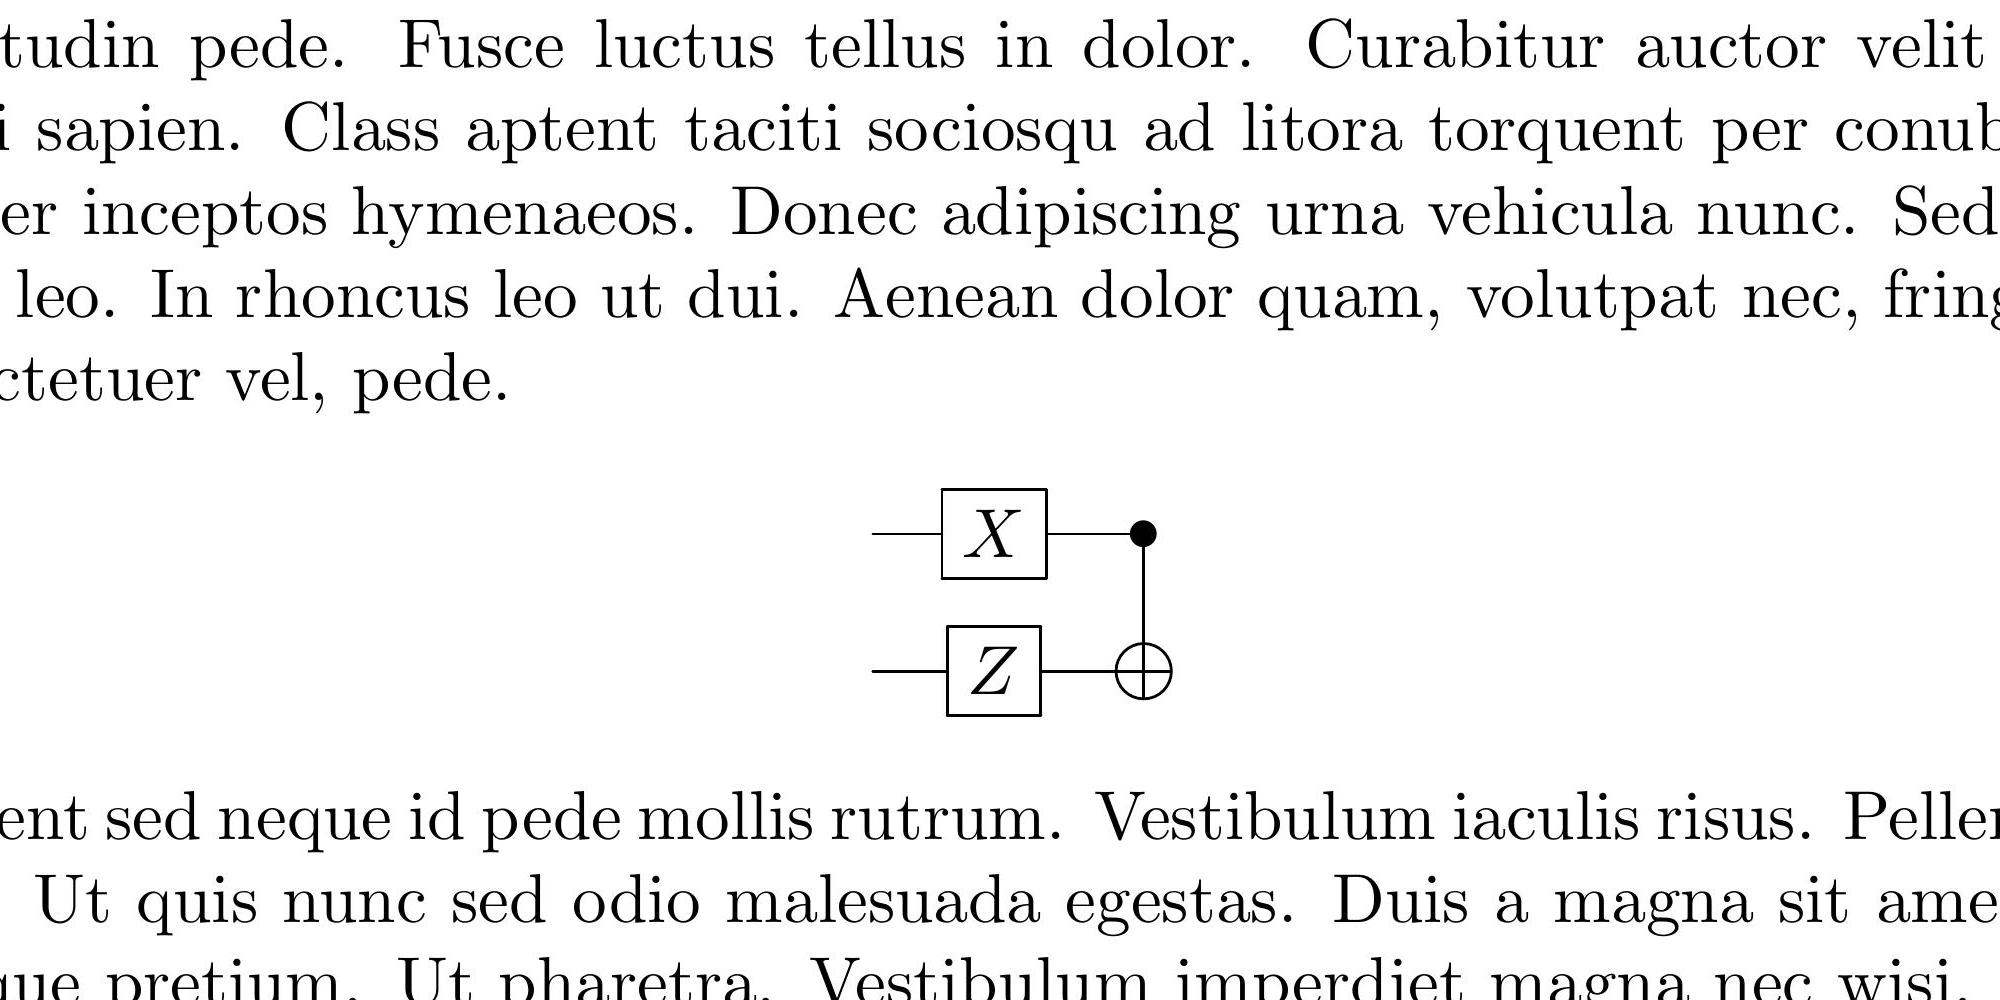 tudin pede. Fusce luctus tellus in dolor. Curabitur auctor velit
i sapien. Class aptent taciti sociosqu ad litora torquent per conub
er inceptos hymenaeos. Donec adipiscing urna vehicula nunc. Sed
leo. In rhoncus leo ut dui. Aenean dolor quam, volutpat nec, fring
ctetuer vel, pede.
X
Z
ent sed neque id pede mollis rutrum. Vestibulum iaculis risus. Peller
Ut quis nunc sed odio malesuada egestas. Duis a magna sit ame
que pretium. Ut pharetra. Vestibulum imperdiet magna nec wisi.